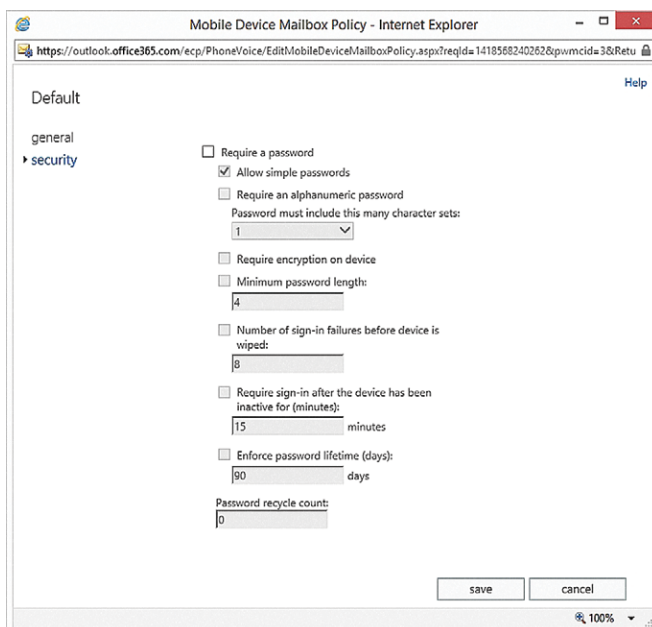 Mobile Device Mailbox Policy - Internet Explorer
https://outlook.office365.com/ecp/PhoneVoice/EditMobileDeviceMailboxPolicy.aspx?reqId=1418568240262&pwmcid=3&Retu
Help
Default
general
security
Require a password
Allow simple passwords
Require an alphanumeric password
Password must include this many character sets:
1
Require encryption on device
Minimum password length:
4
Number of sign-in failures before device is
wiped:
8
Require sign-in after the device has been
inactive for (minutes):
15 minutes
Enforce password lifetime (days):
90 days
Password recycle count:
0
save cancel
100%